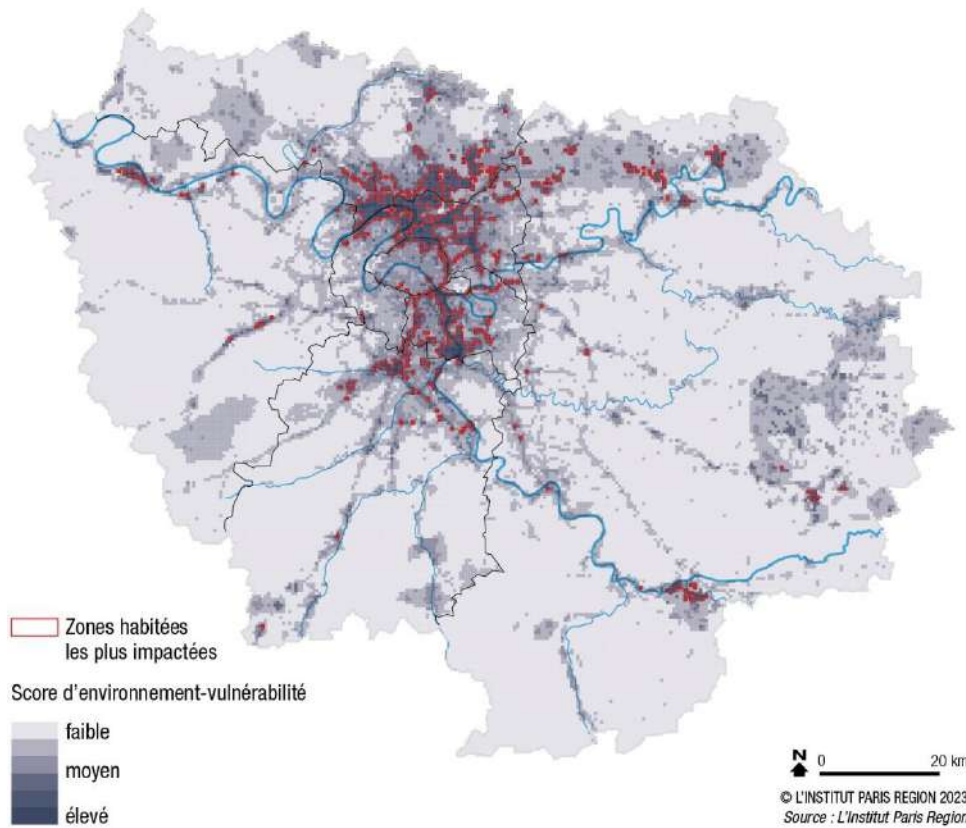 Zones habitées
les plus impactées
Score d'environnement-vulnérabilité
faible
moyen
élevé
N 0 20 km
© L'INSTITUT PARIS REGION 2023
Source : L'Institut Paris Region